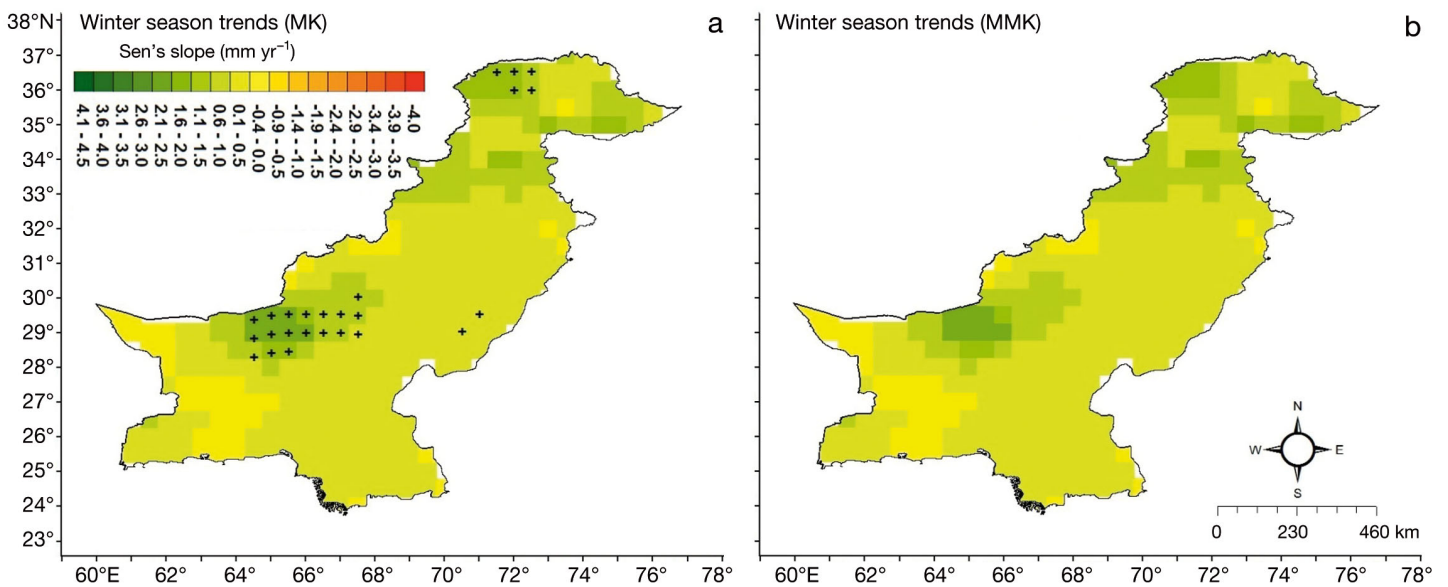 Winter season trends (MK)
a
Sen's slope (mm yr⁻¹)
4.1 - 4.5
3.6 - 4.0
3.1 - 3.5
2.6 - 3.0
2.1 - 2.5
1.6 - 2.0
1.1 - 1.5
0.6 - 1.0
0.1 - 0.5
-0.4 - 0.0
-0.9 - -0.5
-1.4 - -1.0
-1.9 - -1.5
-2.4 - -2.0
-2.9 - -2.5
-3.4 - -3.0
-3.9 - -3.5
-4.0
38°N
37°
36°
35°
34°
33°
32°
31°
30°
29°
28°
27°
26°
25°
24°
23°
60°E 62° 64° 66° 68° 70° 72° 74° 76° 78°
Winter season trends (MMK)
b
N
W E
S
0 230 460 km
60°E 62° 64° 66° 68° 70° 72° 74° 76° 78°